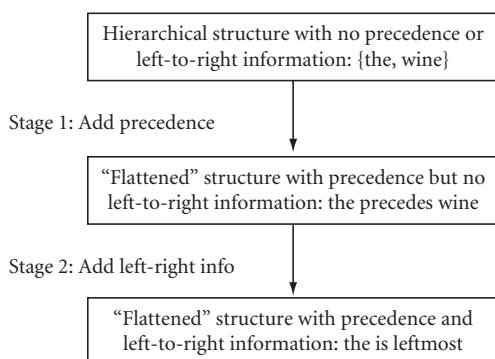 Hierarchical structure with no precedence or
left-to-right information: {the, wine}
Stage 1: Add precedence
“Flattened” structure with precedence but no
left-to-right information: the precedes wine
Stage 2: Add left-right info
“Flattened” structure with precedence and
left-to-right information: the is leftmost